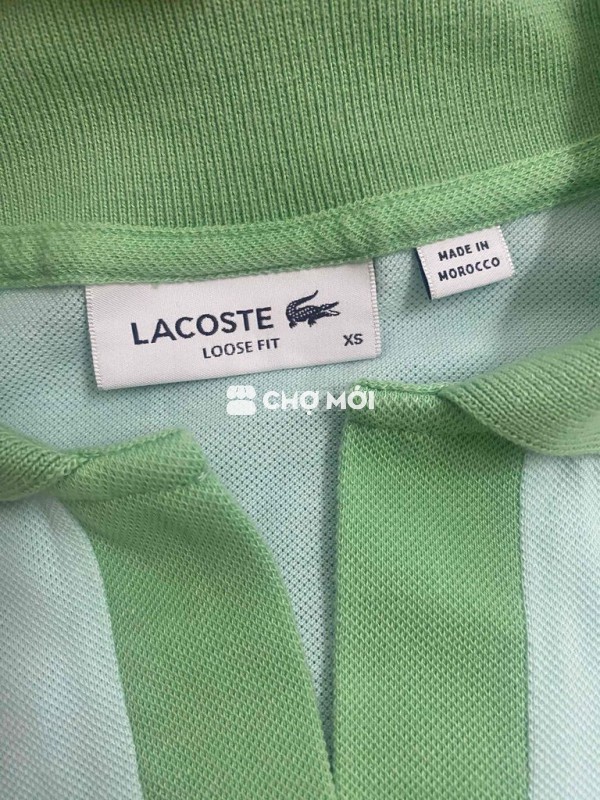 MADE IN
MOROCCO
LACOSTE
LOOSE FIT
XS
CHỢ MỚI